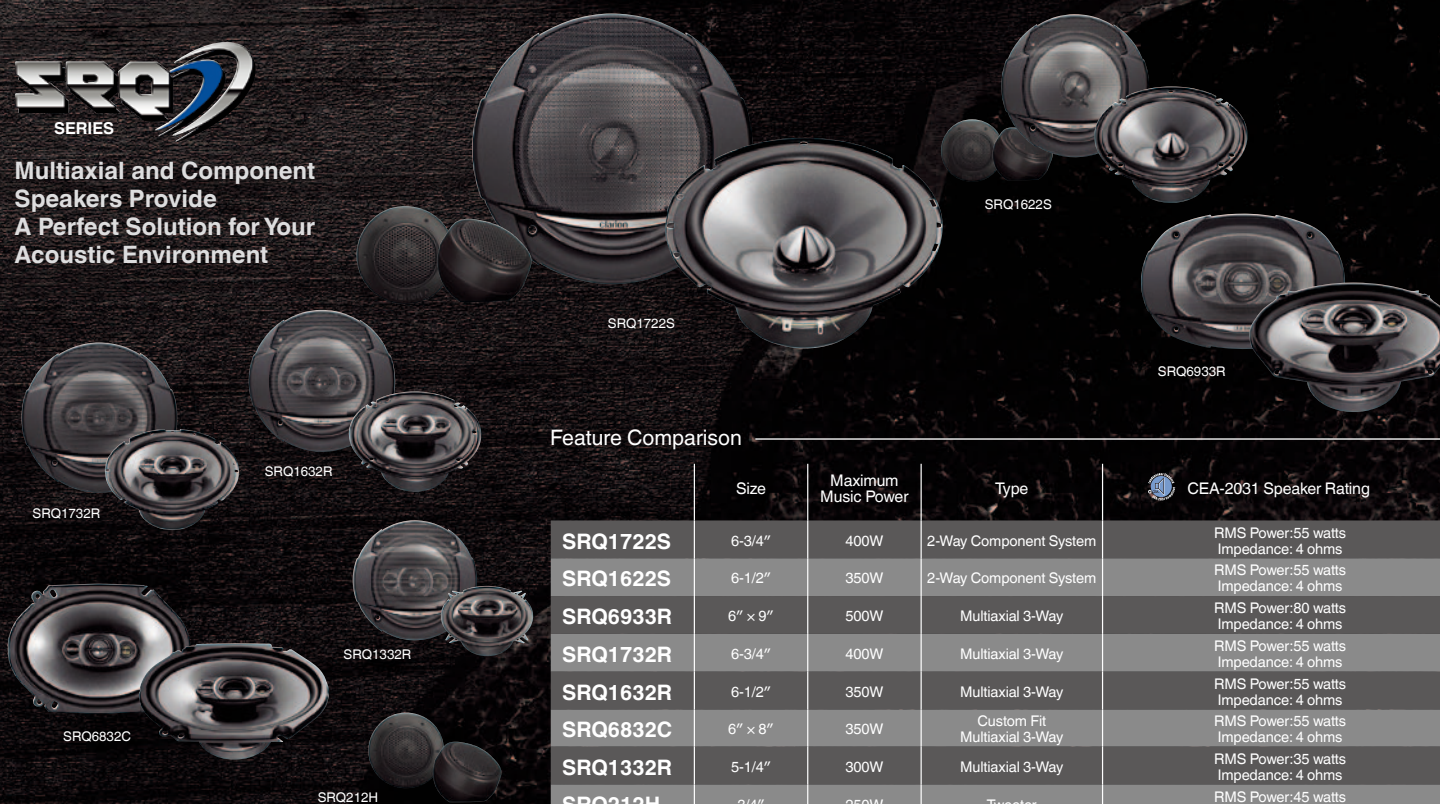 SRQ
SERIES
Multiaxial and Component
Speakers Provide
A Perfect Solution for Your
Acoustic Environment
clarion
SRQ1722S
SRQ1622S
SRQ6933R
SRQ1732R
SRQ1632R
SRQ1332R
SRQ6832C
SRQ212H
Feature Comparison
Size Maximum Music Power Type CEA-2031 Speaker Rating
SRQ1722S 6-3/4″ 400W 2-Way Component System RMS Power:55 watts Impedance: 4 ohms
SRQ1622S 6-1/2″ 350W 2-Way Component System RMS Power:55 watts Impedance: 4 ohms
SRQ6933R 6″ × 9″ 500W Multiaxial 3-Way RMS Power:80 watts Impedance: 4 ohms
SRQ1732R 6-3/4″ 400W Multiaxial 3-Way RMS Power:55 watts Impedance: 4 ohms
SRQ1632R 6-1/2″ 350W Multiaxial 3-Way RMS Power:55 watts Impedance: 4 ohms
SRQ6832C 6″ × 8″ 350W Custom Fit Multiaxial 3-Way RMS Power:55 watts Impedance: 4 ohms
SRQ1332R 5-1/4″ 300W Multiaxial 3-Way RMS Power:35 watts Impedance: 4 ohms
SRQ212H 3/4″ 250W Tweeter RMS Power:45 watts